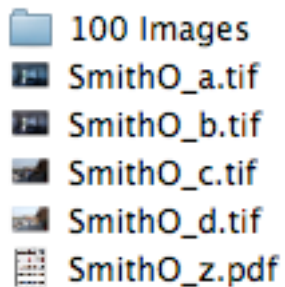 100 Images
SmithO_a.tif
SmithO_b.tif
SmithO_c.tif
SmithO_d.tif
SmithO_z.pdf